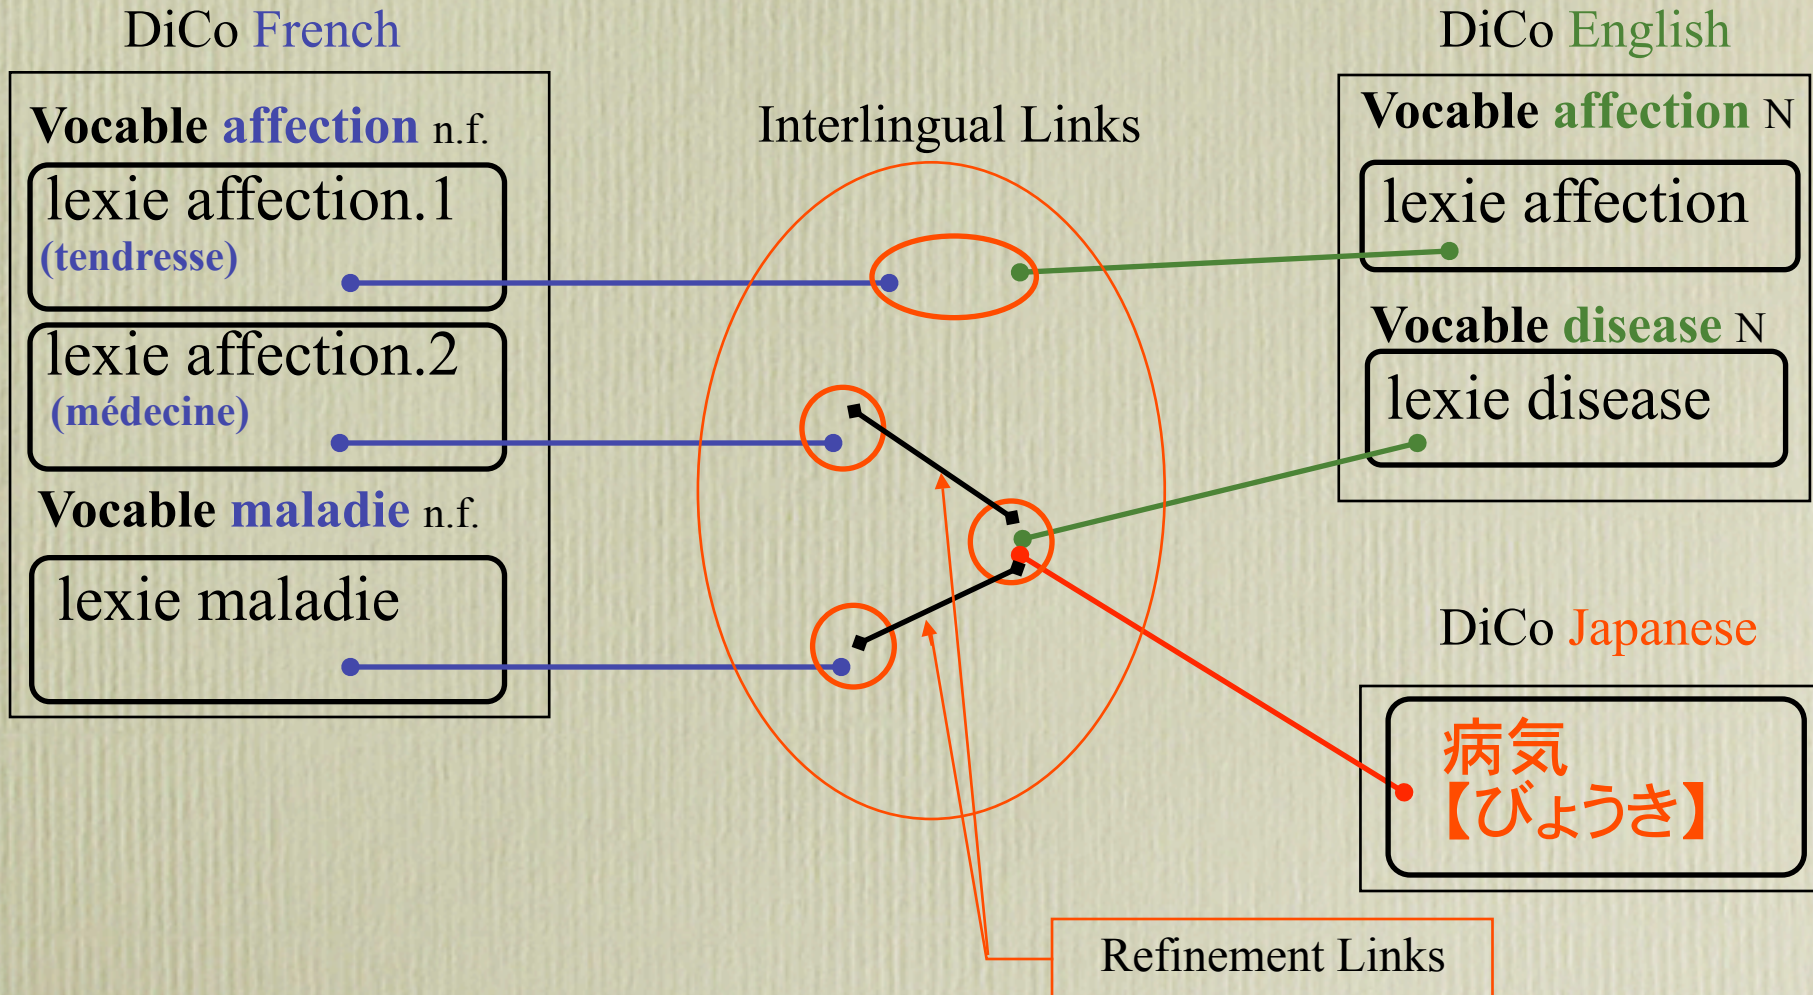 DiCo French
Vocable affection n.f.
lexie affection.1
(tendresse)
lexie affection.2
(médecine)
Vocable maladie n.f.
lexie maladie
Interlingual Links
DiCo English
Vocable affection N
lexie affection
Vocable disease N
lexie disease
DiCo Japanese
病気
【びょうき】
Refinement Links